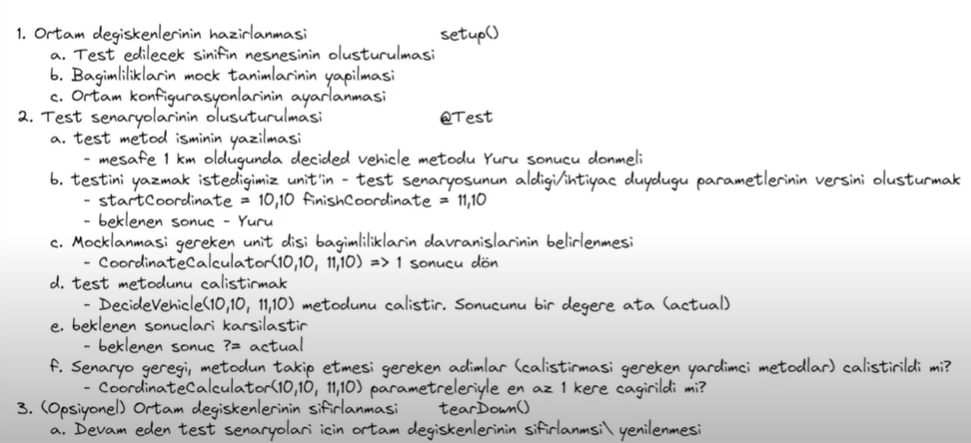 1. Ortam degiskenlerinin hazirlanmasi setup()
a. Test edilecek sinifin nesnesinin olusturulmasi
b. Bagimliliklarin mock tanimlarinin yapilmasi
c. Ortam konfigurasyonlarinin ayarlanmasi
2. Test senaryolarinin olusuturulmasi @Test
a. test metod isminin yazilmasi
- mesafe 1 km oldugunda decided vehicle metodu Yuru sonucu donmeli
b. testini yazmak istedigimiz unit'in - test senaryosunun aldigi/ihtiyac duydugu parametlerinin versini olusturmak
- startCoordinate = 10,10 finishCoordinate = 11,10
- beklenen sonuc - Yuru
c. Mocklanmasi gereken unit disi bagimliliklarin davranislarinin belirlenmesi
- CoordinateCalculator(10,10, 11,10) => 1 sonucu dön
d. test metodunu calistirmak
- DecideVehicle(10,10, 11,10) metodunu calistir. Sonucunu bir degere ata (actual)
e. beklenen sonuclari karsilastir
- beklenen sonuc ?= actual
f. Senaryo geregi, metodun takip etmesi gereken adimlar (calistirmasi gereken yardimci metodlar) calistirildi mi?
- CoordinateCalculator(10,10, 11,10) parametreleriyle en az 1 kere cagirildi mi?
3. (Opsiyonel) Ortam degiskenlerinin sifirlanmasi tearDown()
a. Devam eden test senaryolari icin ortam degiskenlerinin sifirlanmsi\ yenilenmesi